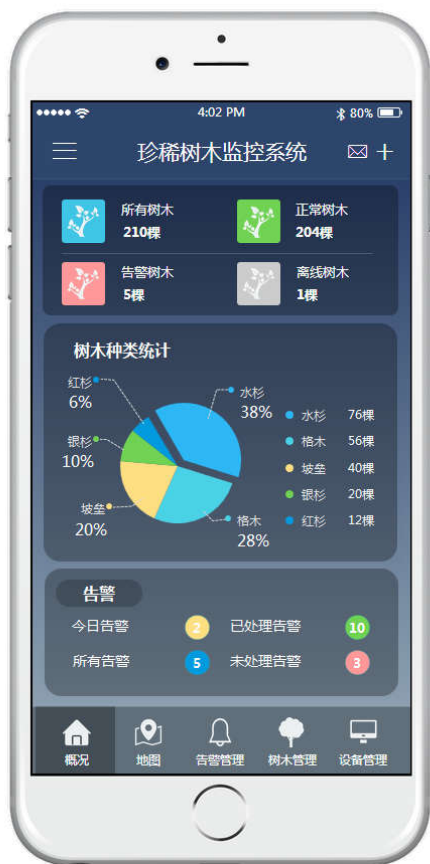 4:02 PM 80%
珍稀树木监控系统
所有树木 正常树木
210棵 204棵
告警树木 离线树木
5棵 1棵
树木种类统计
红杉
6%
水杉
38%
银杉
10%
坡垒
20%
格木
28%
水杉 76棵
格木 56棵
坡垒 40棵
银杉 20棵
红杉 12棵
告警
今日告警 2 已处理告警 10
所有告警 5 未处理告警 3
概况 地图 告警管理 树木管理 设备管理